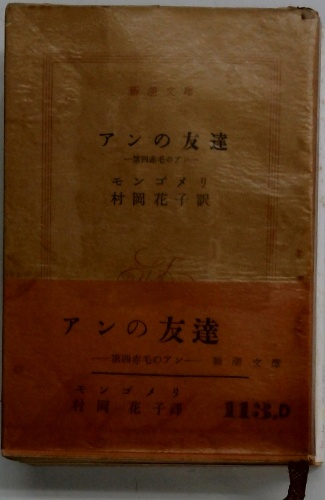 新潮文庫
アンの友達
—第四赤毛のアン—
モンゴメリ
村岡花子訳
アンの友達
——第四赤毛のアン—— 新潮文庫
モンゴメリ
村岡花子譯
113,D